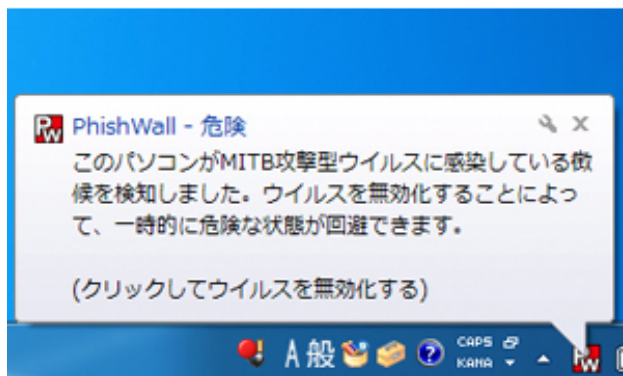 PhishWall - 危険
このパソコンがMITB攻撃型ウイルスに感染している徴
候を検知しました。ウイルスを無効化することによっ
て、一時的に危険な状態が回避できます。
(クリックしてウイルスを無効化する)
A 般 CAPS
KANA